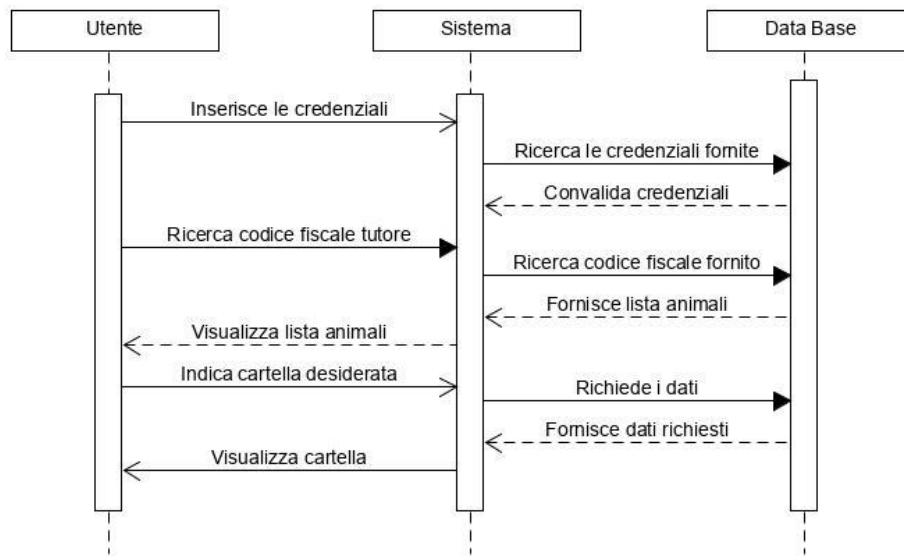 Utente
Sistema
Data Base
Inserisce le credenziali
Ricerca le credenziali fornite
Convalida credenziali
Ricerca codice fiscale tutore
Ricerca codice fiscale fornito
Fornisce lista animali
Visualizza lista animali
Indica cartella desiderata
Richiede i dati
Fornisce dati richiesti
Visualizza cartella